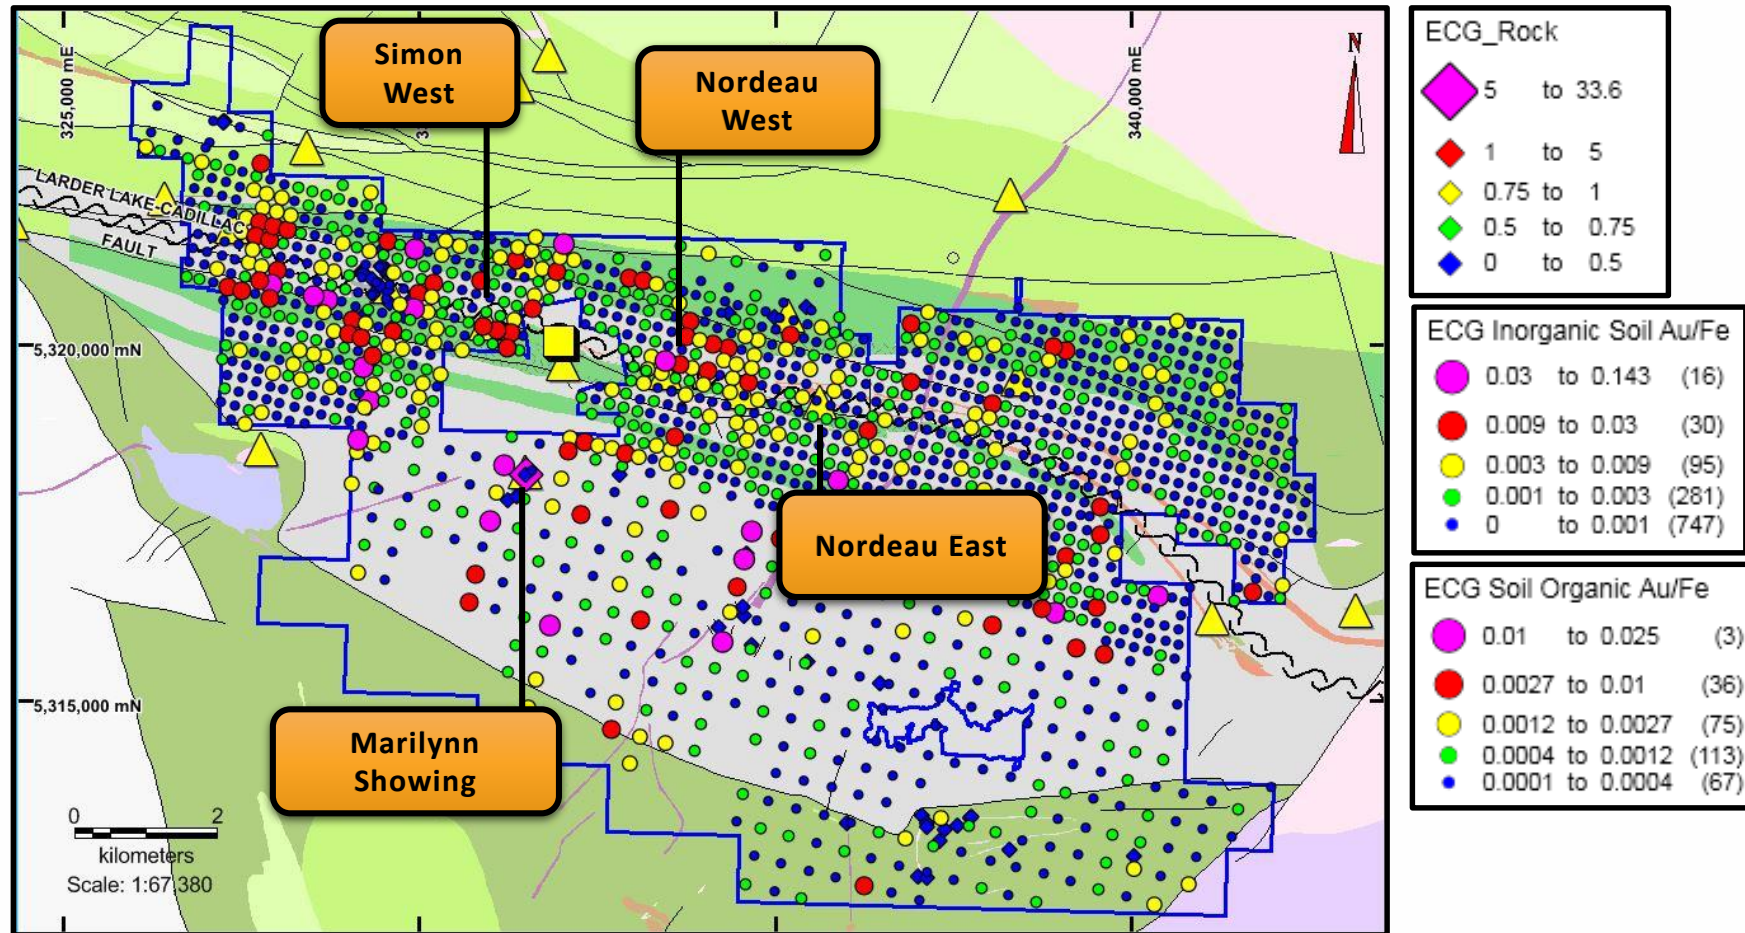 Simon
West
Nordeau
West
N
325,000 mE
3
340,000 mE
LARDER LAKE-CADILLAC
FAULT
5,320,000 mN
Nordeau East
5,315,000 mN
Marilynn
Showing
0 2
kilometers
Scale: 1:67,380
ECG_Rock
5 to 33.6
1 to 5
0.75 to 1
0.5 to 0.75
0 to 0.5
ECG Inorganic Soil Au/Fe
0.03 to 0.143 (16)
0.009 to 0.03 (30)
0.003 to 0.009 (95)
0.001 to 0.003 (281)
0 to 0.001 (747)
ECG Soil Organic Au/Fe
0.01 to 0.025 (3)
0.0027 to 0.01 (36)
0.0012 to 0.0027 (75)
0.0004 to 0.0012 (113)
0.0001 to 0.0004 (67)